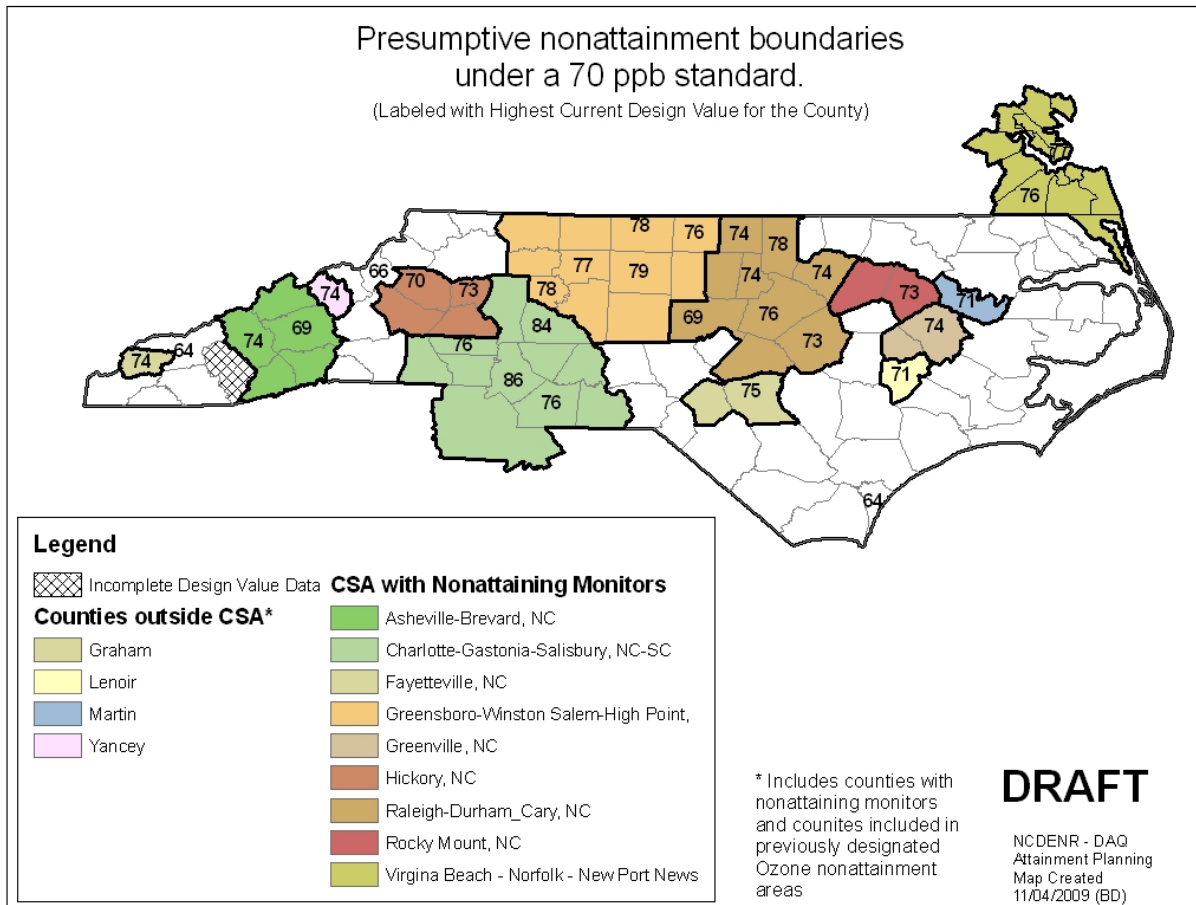 Presumptive nonattainment boundaries
under a 70 ppb standard.
(Labeled with Highest Current Design Value for the County)
76
78
76
74
78
77
79
74
74
66
74
70
73
78
73
71
69
76
74
69
84
74
73
64
76
74
86
71
75
76
64
Legend
Incomplete Design Value Data
Counties outside CSA*
Graham
Lenoir
Martin
Yancey
CSA with Nonattaining Monitors
Asheville-Brevard, NC
Charlotte-Gastonia-Salisbury, NC-SC
Fayetteville, NC
Greensboro-Winston Salem-High Point,
Greenville, NC
Hickory, NC
Raleigh-Durham_Cary, NC
Rocky Mount, NC
Virgina Beach - Norfolk - New Port News
* Includes counties with
nonattaining monitors
and counites included in
previously designated
Ozone nonattainment
areas
DRAFT
NCDENR - DAQ
Attainment Planning
Map Created
11/04/2009 (BD)